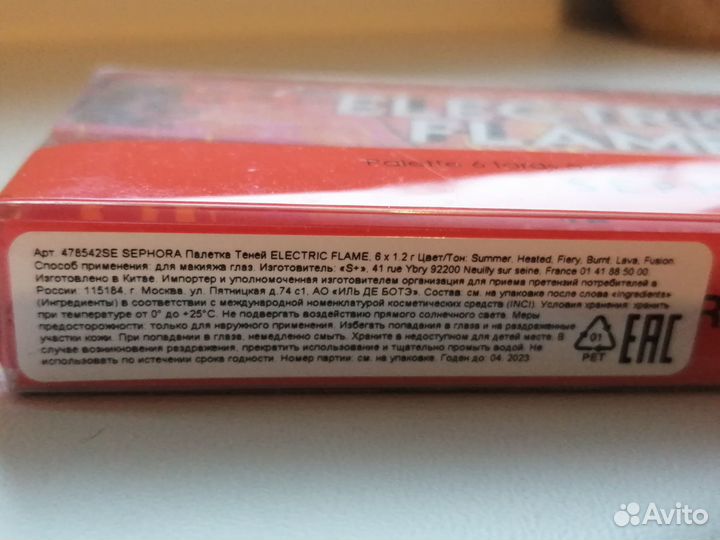 ELECTRIC
FLAM
Palette 6
Арт. 478542SE SEPHORA Палетка Теней ELECTRIC FLAME. 6 x 1.2 г Цвет/Тон: Summer. Heated. Fiery. Burnt. Lava. Fusion.
Способ применения: для макияжа глаз. Изготовитель: «S+». 41 rue Ybry 92200 Neuilly sur seine, France 01 41 88 50 00.
Изготовлено в Китае. Импортер и уполномоченная изготовителем организация для приема претензий потребителей в
России: 115184, г. Москва, ул. Пятницкая д.74 с1, АО «ИЛЬ ДЕ БОТЭ». Состав: см. на упаковке после слова «Ingredients»
(Ингредиенты) в соответствии с международной номенклатурой косметических средств (INCI). Условия хранения: хранить
при температуре от 0° до +25°С. Не подвергать воздействию прямого солнечного света. Меры
предосторожности: только для наружного применения. Избегать попадания в глаза и на раздраженные
участки кожи. При попадании в глаза, немедленно смыть. Храните в недоступном для детей месте. В
случае возникновения раздражения, прекратить использование и тщательно промыть водой. Не
использовать по истечении срока годности. Номер партии: см. на упаковке. Годен до: 04. 2023
01
PET
EAC
Avito